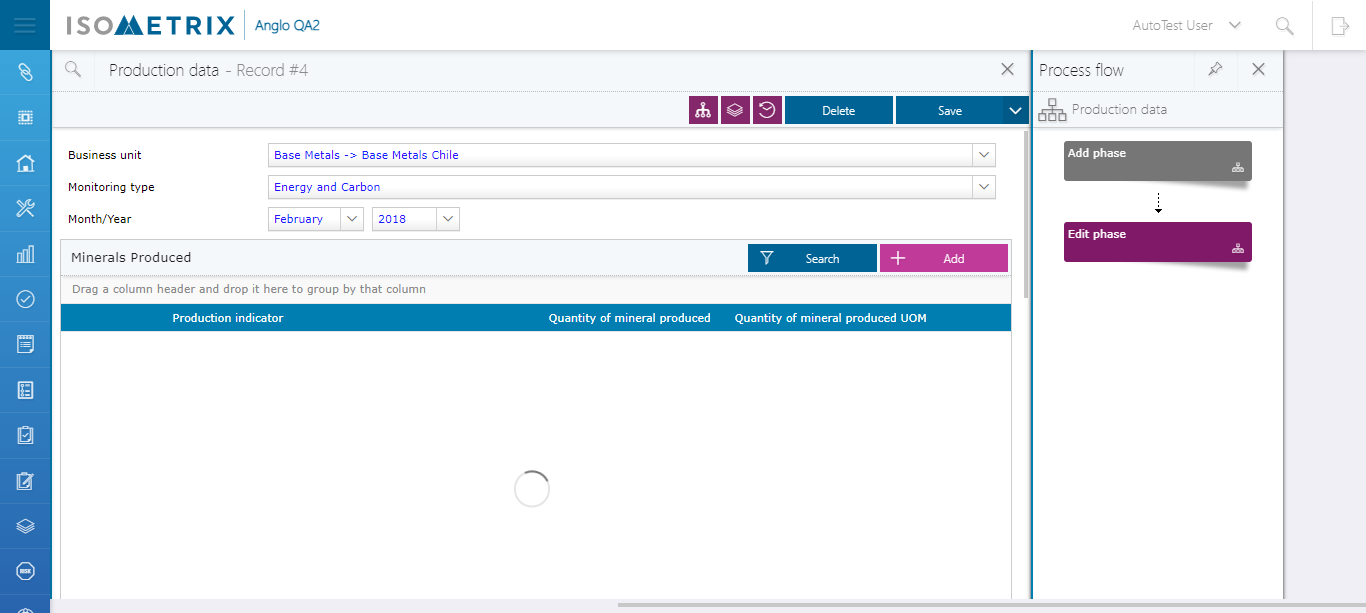 ISOMETRIX Anglo QA2 AutoTest User
Production data - Record #4
Process flow
Delete Save
Production data
Business unit Base Metals -> Base Metals Chile
Monitoring type Energy and Carbon
Month/Year February 2018
Add phase
Edit phase
Minerals Produced Search Add
Drag a column header and drop it here to group by that column
Production indicator Quantity of mineral produced Quantity of mineral produced UOM